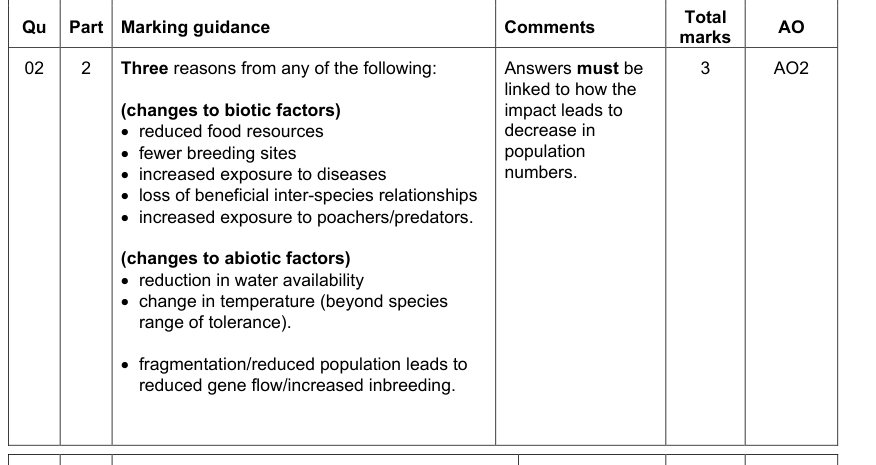 Qu Part Marking guidance Comments Total marks AO
02 2 Three reasons from any of the following:
(changes to biotic factors)
• reduced food resources
• fewer breeding sites
• increased exposure to diseases
• loss of beneficial inter-species relationships
• increased exposure to poachers/predators.
(changes to abiotic factors)
• reduction in water availability
• change in temperature (beyond species
range of tolerance).
• fragmentation/reduced population leads to
reduced gene flow/increased inbreeding.
Answers must be
linked to how the
impact leads to
decrease in
population
numbers.
3 AO2